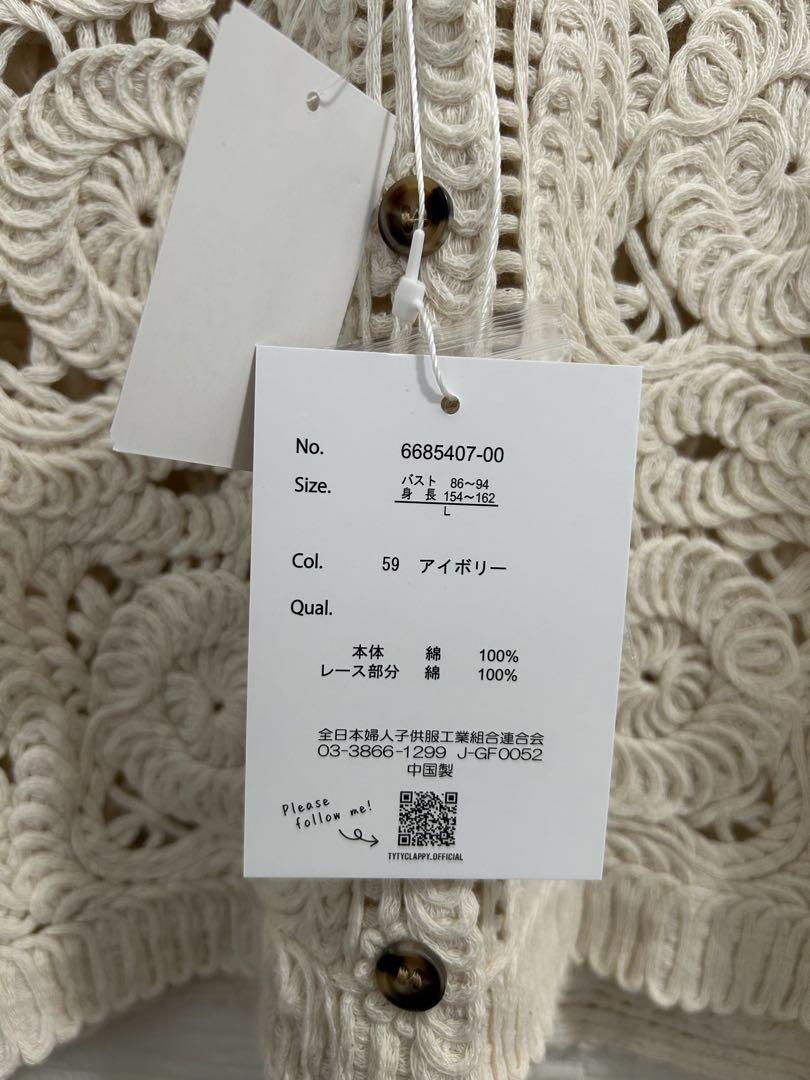 No. 6685407-00
Size. バスト 86～94
身 長 154～162
L
Col. 59 アイボリー
Qual.
本体 綿 100%
レース部分 綿 100%
全日本婦人子供服工業組合連合会
03-3866-1299 J-GF0052
中国製
Please
follow me!
TYTYCLAPPY_OFFICIAL